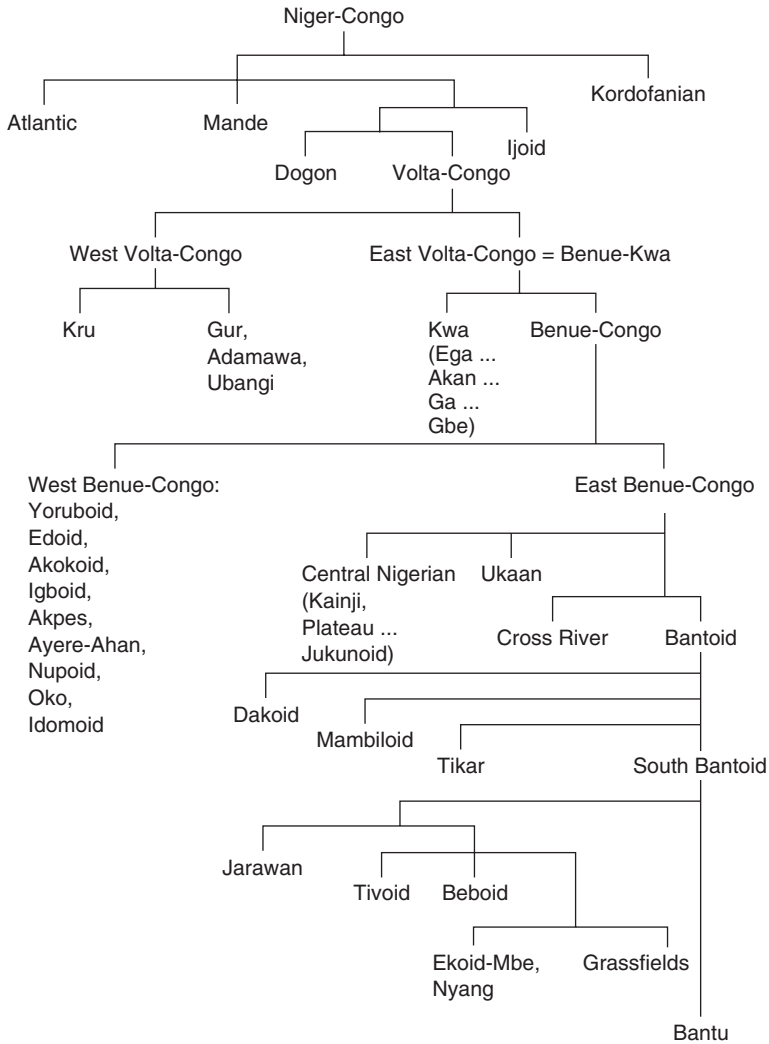 Niger-Congo
Kordofanian
Atlantic
Mande
Ijoid
Dogon
Volta-Congo
West Volta-Congo
East Volta-Congo = Benue-Kwa
Kru
Gur,
Adamawa,
Ubangi
Kwa
(Ega ...
Akan ...
Ga ...
Gbe)
Benue-Congo
West Benue-Congo:
Yoruboid,
Edoid,
Akokoid,
Igboid,
Akpes,
Ayere-Ahan,
Nupoid,
Oko,
Idomoid
East Benue-Congo
Central Nigerian
(Kainji,
Plateau ...
Jukunoid)
Ukaan
Cross River
Bantoid
Dakoid
Mambiloid
Tikar
South Bantoid
Jarawan
Tivoid
Beboid
Ekoid-Mbe,
Nyang
Grassfields
Bantu